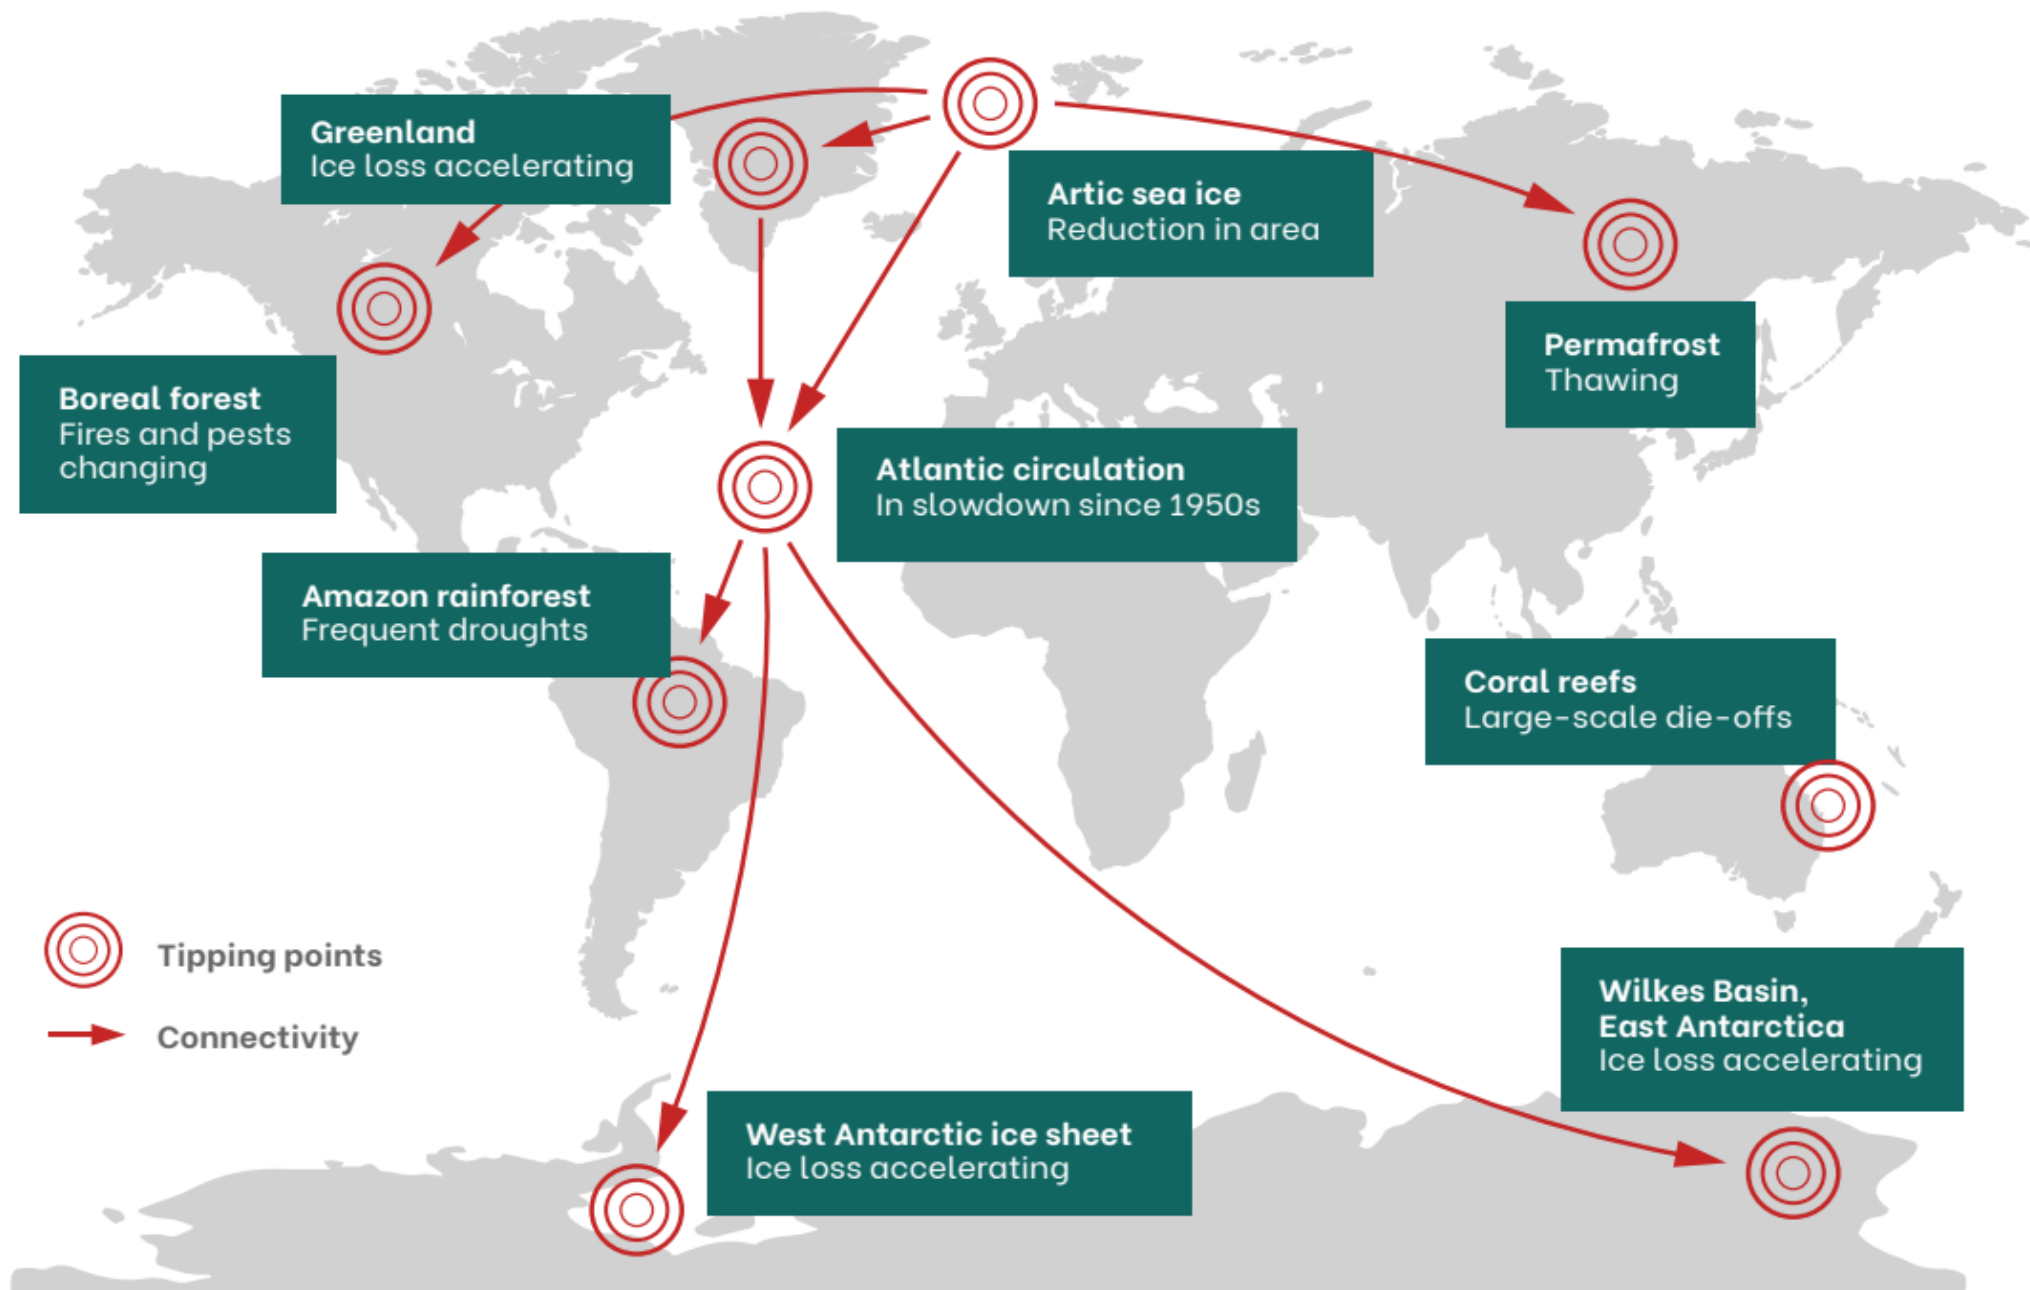 Greenland
Ice loss accelerating
Artic sea ice
Reduction in area
Permafrost
Thawing
Boreal forest
Fires and pests
changing
Atlantic circulation
In slowdown since 1950s
Amazon rainforest
Frequent droughts
Coral reefs
Large-scale die-offs
Tipping points
Connectivity
Wilkes Basin,
East Antarctica
Ice loss accelerating
West Antarctic ice sheet
Ice loss accelerating